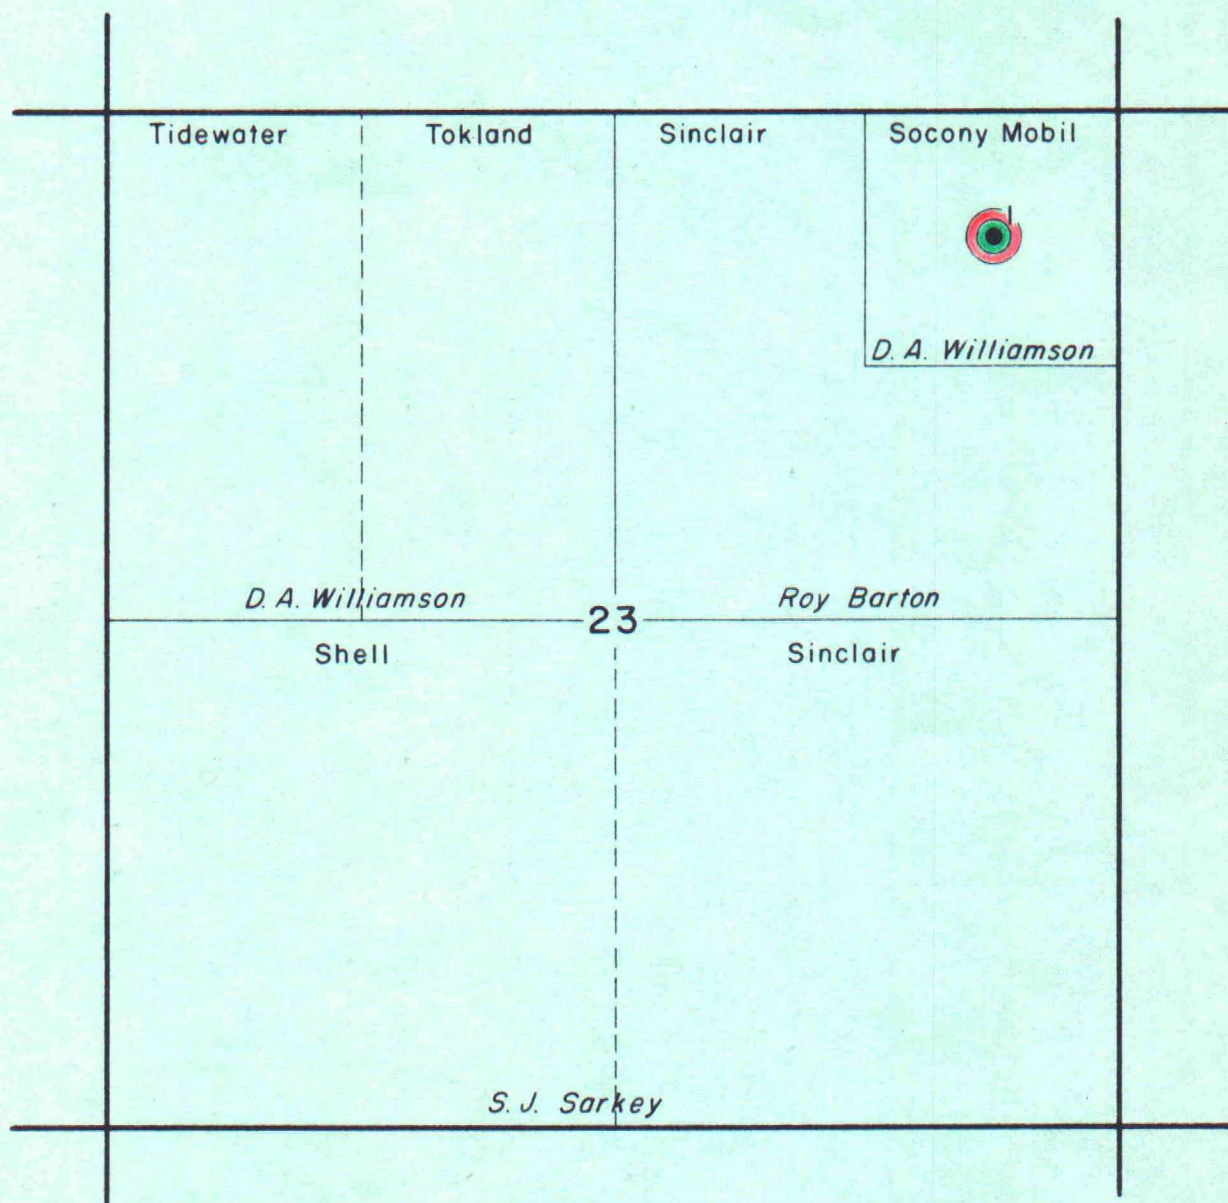 Tidewater
Tokland
Sinclair
Socony Mobil
1
D. A. Williamson
D. A. Williamson
Roy Barton
23
Shell
Sinclair
S. J. Sarkey